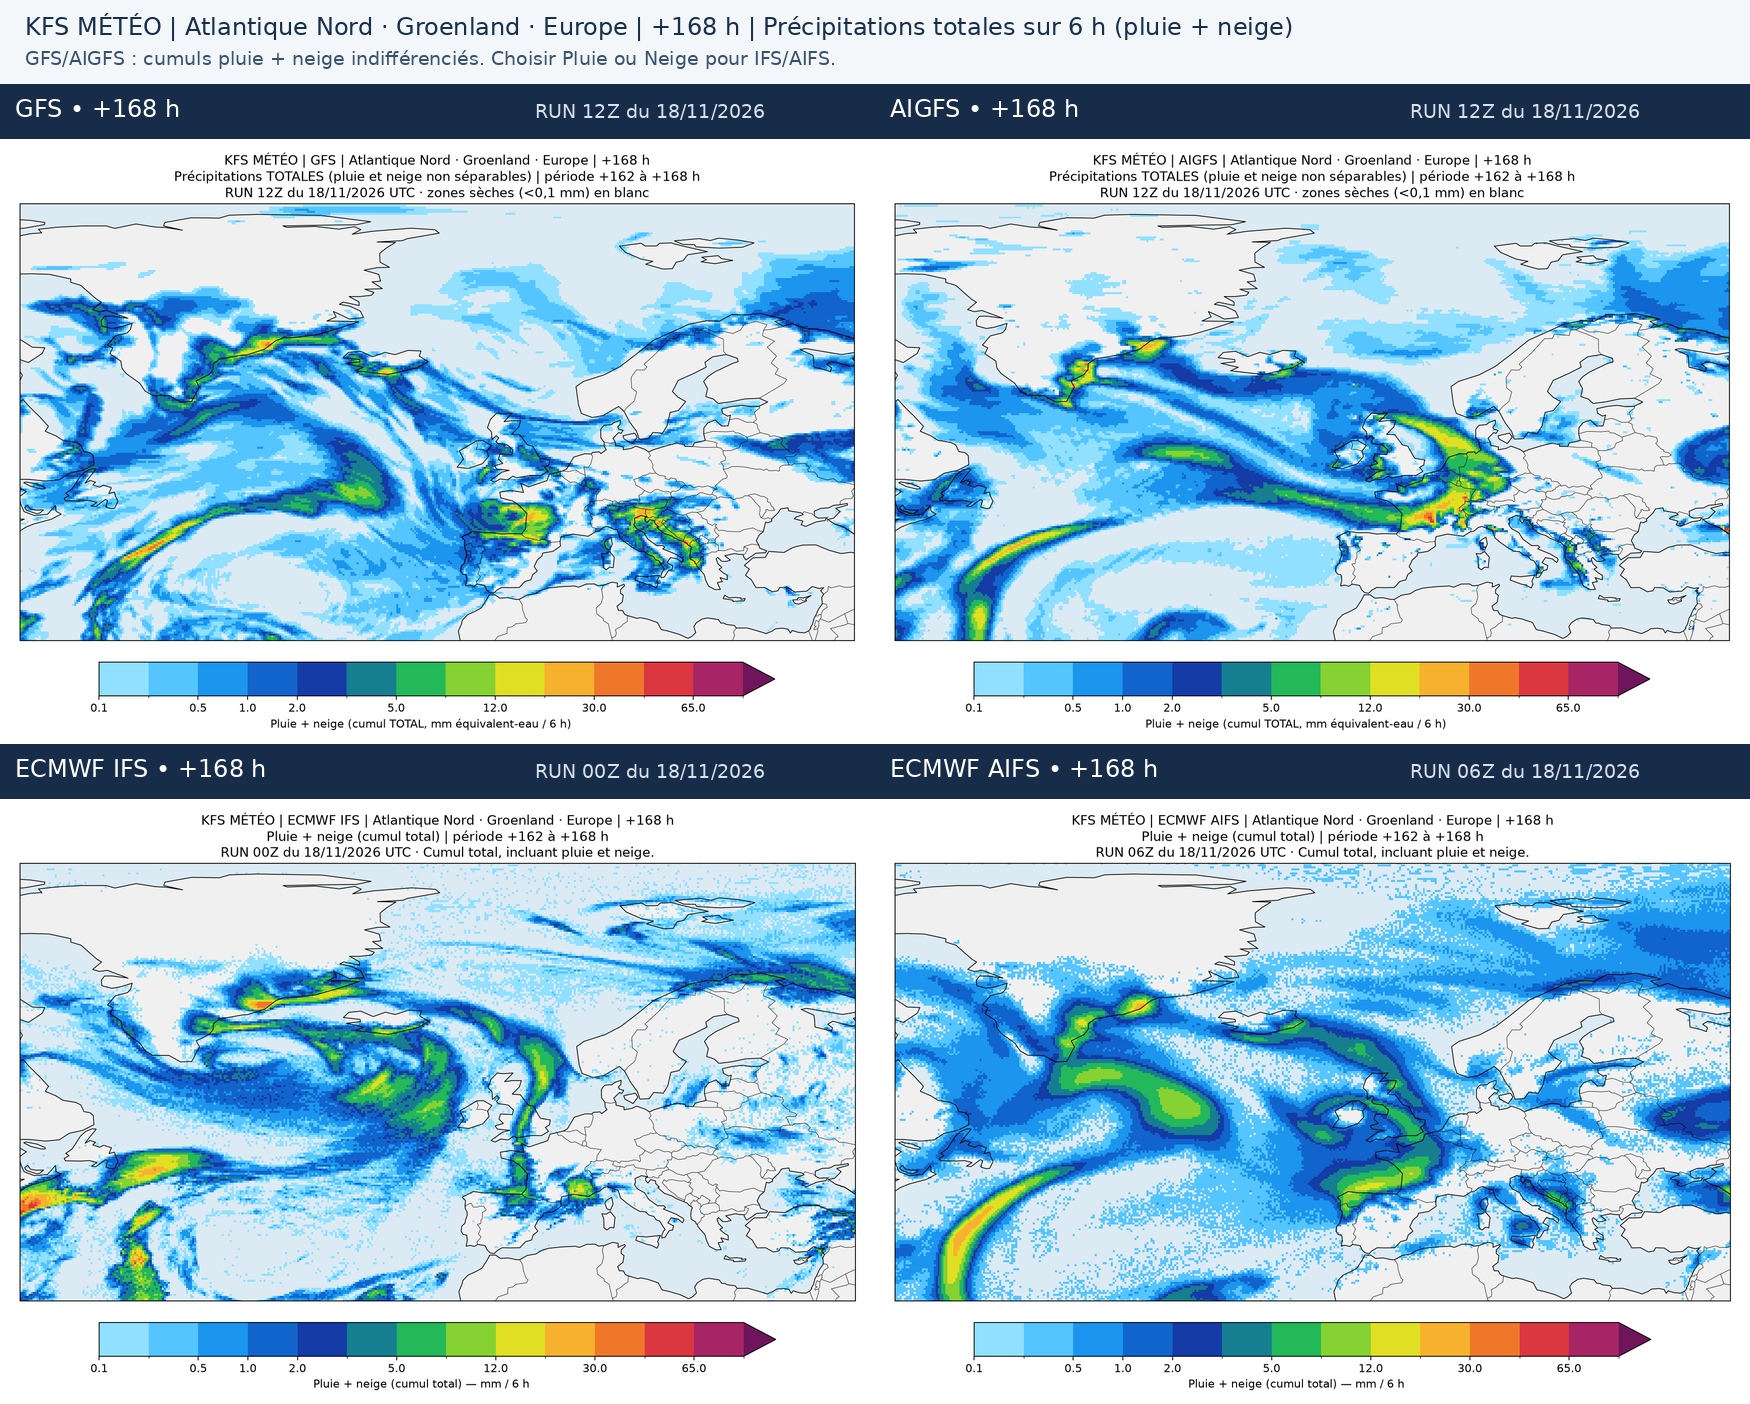 KFS MÉTÉO | Atlantique Nord · Groenland · Europe | +168 h | Précipitations totales sur 6 h (pluie + neige)
GFS/AIGFS : cumuls pluie + neige indifférenciés. Choisir Pluie ou Neige pour IFS/AIFS.
GFS • +168 h
RUN 12Z du 18/11/2026
AIGFS • +168 h
RUN 12Z du 18/11/2026
KFS MÉTÉO | GFS | Atlantique Nord · Groenland · Europe | +168 h
Précipitations TOTALES (pluie et neige non séparables) | période +162 à +168 h
RUN 12Z du 18/11/2026 UTC · zones sèches (<0,1 mm) en blanc
0.1 0.5 1.0 2.0 5.0 12.0 30.0 65.0
Pluie + neige (cumul TOTAL, mm équivalent-eau / 6 h)
KFS MÉTÉO | AIGFS | Atlantique Nord · Groenland · Europe | +168 h
Précipitations TOTALES (pluie et neige non séparables) | période +162 à +168 h
RUN 12Z du 18/11/2026 UTC · zones sèches (<0,1 mm) en blanc
0.1 0.5 1.0 2.0 5.0 12.0 30.0 65.0
Pluie + neige (cumul TOTAL, mm équivalent-eau / 6 h)
ECMWF IFS • +168 h
RUN 00Z du 18/11/2026
ECMWF AIFS • +168 h
RUN 06Z du 18/11/2026
KFS MÉTÉO | ECMWF IFS | Atlantique Nord · Groenland · Europe | +168 h
Pluie + neige (cumul total) | période +162 à +168 h
RUN 00Z du 18/11/2026 UTC · Cumul total, incluant pluie et neige.
0.1 0.5 1.0 2.0 5.0 12.0 30.0 65.0
Pluie + neige (cumul total) — mm / 6 h
KFS MÉTÉO | ECMWF AIFS | Atlantique Nord · Groenland · Europe | +168 h
Pluie + neige (cumul total) | période +162 à +168 h
RUN 06Z du 18/11/2026 UTC · Cumul total, incluant pluie et neige.
0.1 0.5 1.0 2.0 5.0 12.0 30.0 65.0
Pluie + neige (cumul total) — mm / 6 h